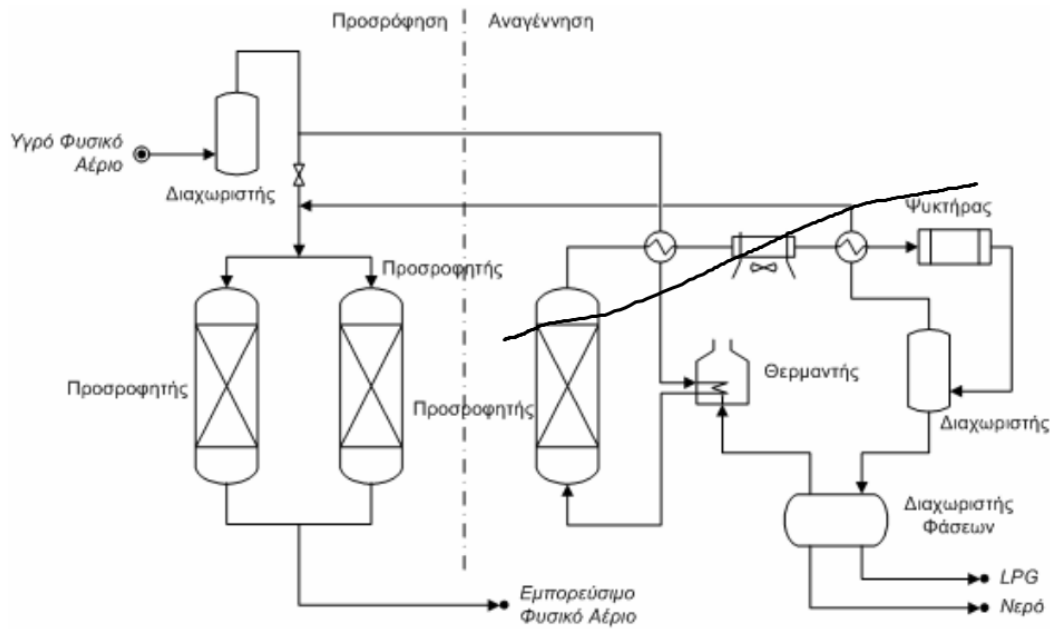 Προσρόφηση
Αναγέννηση
Υγρό Φυσικό
Αέριο
Διαχωριστής
Ψυκτήρας
Προσροφητής
Προσροφητής
Προσροφητής
Θερμαντής
Διαχωριστής
Διαχωριστής
Φάσεων
LPG
Νερό
Εμπορεύσιμο
Φυσικό Αέριο